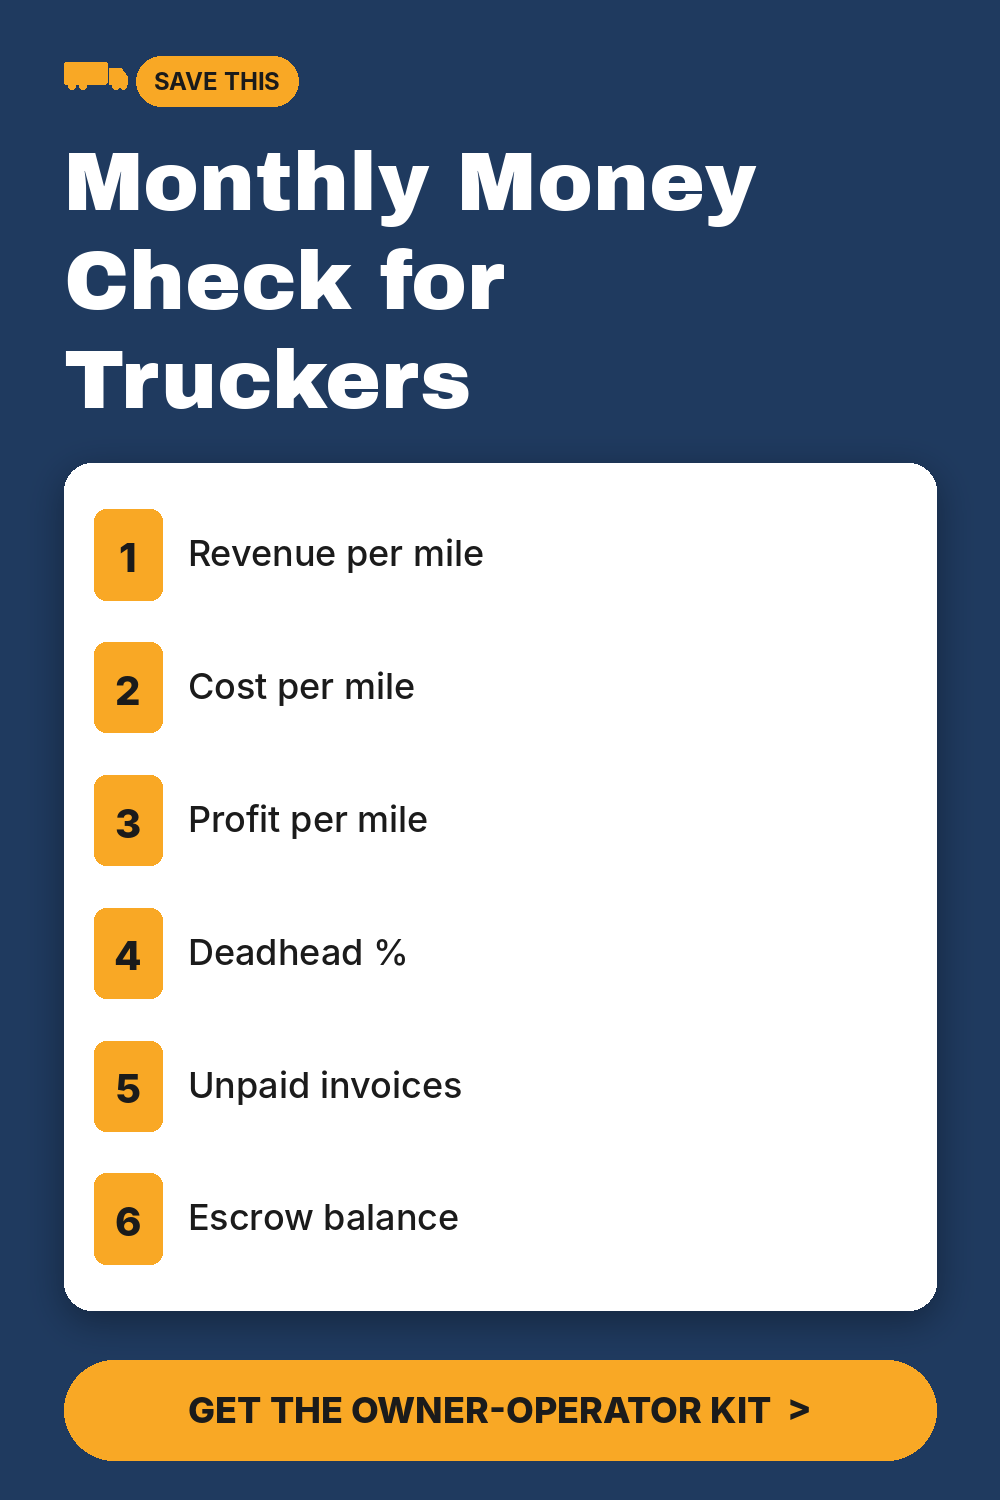 SAVE THIS
Monthly Money
Check for
Truckers
1 Revenue per mile
2 Cost per mile
3 Profit per mile
4 Deadhead %
5 Unpaid invoices
6 Escrow balance
GET THE OWNER-OPERATOR KIT >